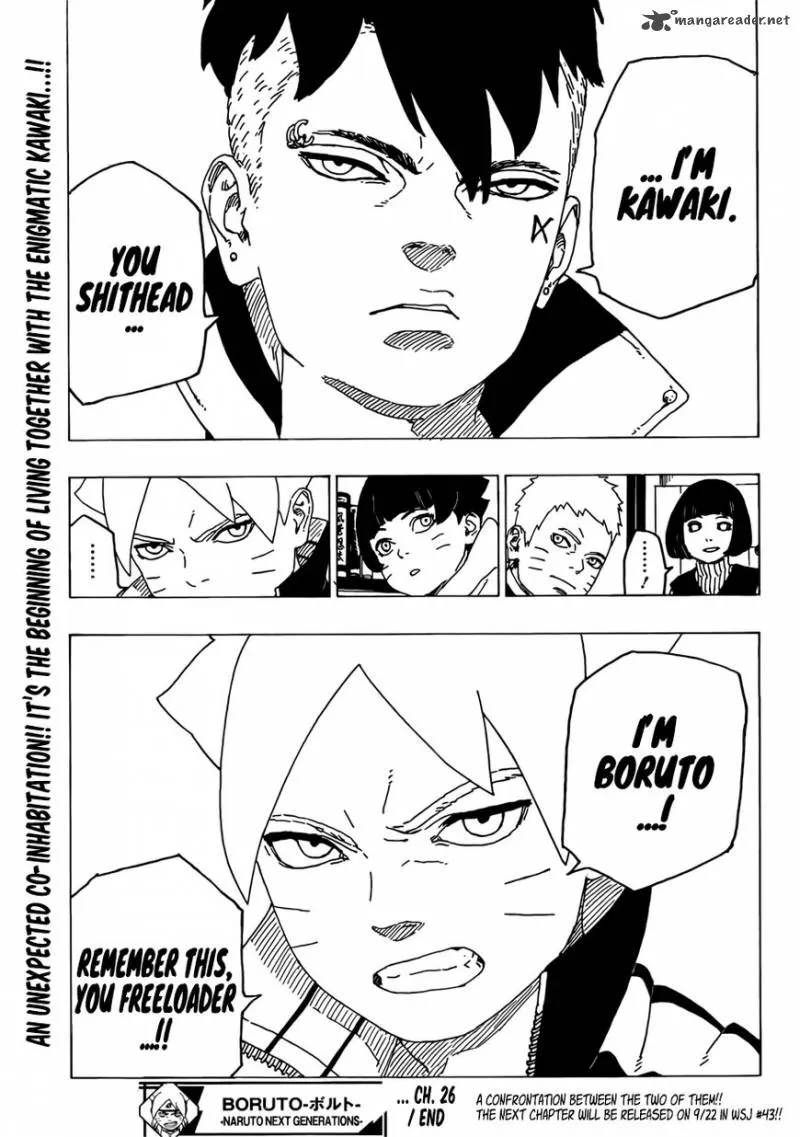 mangareader.net
... I'M
KAWAKI.
YOU
SHITHEAD
...
AN UNEXPECTED CO-INHABITATION!! IT'S THE BEGINNING OF LIVING TOGETHER WITH THE ENIGMATIC KAWAKI...!!
......
......
I'M
BORUTO
....!
REMEMBER THIS,
YOU FREELOADER
....!!
BORUTO-ボルト-
-NARUTO NEXT GENERATIONS-
... CH. 26
/ END
A CONFRONTATION BETWEEN THE TWO OF THEM!!
THE NEXT CHAPTER WILL BE RELEASED ON 9/22 IN WSJ #43!!